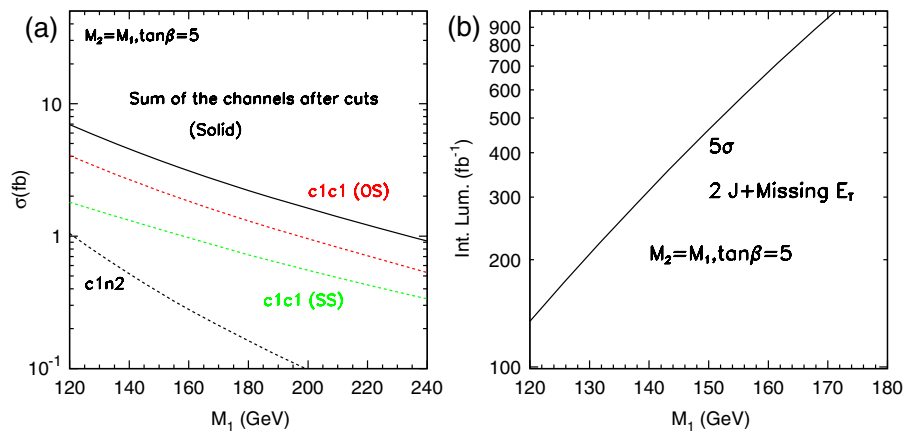 (a)
M₂=M₁,tanβ=5
Sum of the channels after cuts
(Solid)
c1c1 (OS)
c1c1 (SS)
c1n2
σ(fb)
10
1
10⁻¹
120 140 160 180 200 220 240
M₁ (GeV)
(b)
Int. Lum. (fb⁻¹)
900
800
700
600
500
400
300
200
100
5σ
2 J+Missing E_T
M₂=M₁,tanβ=5
120 130 140 150 160 170 180
M₁ (GeV)